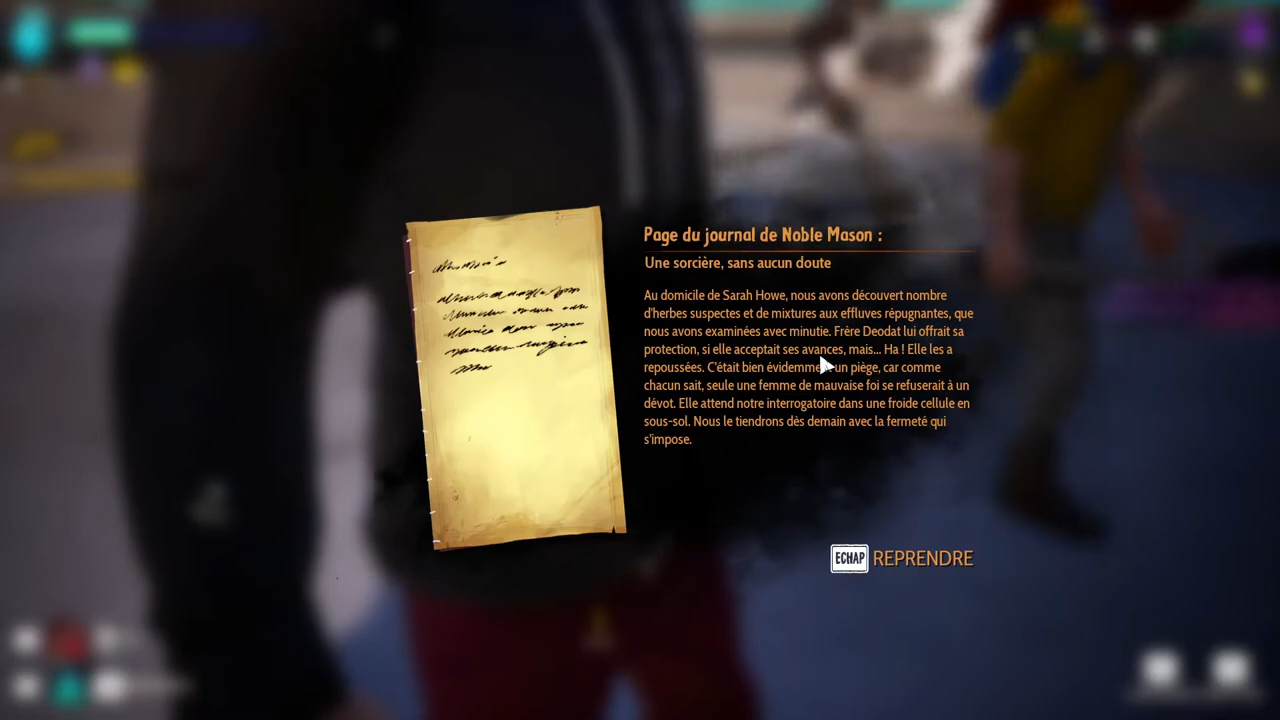 Page du journal de Noble Mason :
Une sorcière, sans aucun doute
Au domicile de Sarah Howe, nous avons découvert nombre
d'herbes suspectes et de mixtures aux effluves répugnantes, que
nous avons examinées avec minutie. Frère Deodat lui offrait sa
protection, si elle acceptait ses avances, mais... Ha ! Elle les a
repoussées. C'était bien un piège, car comme
chacun sait, seule une femme de mauvaise foi se refuserait à un
dévot. Elle attend notre interrogatoire dans une froide cellule en
sous-sol. Nous le tiendrons dès demain avec la fermeté qui
s'impose.
ECHAP REPRENDRE